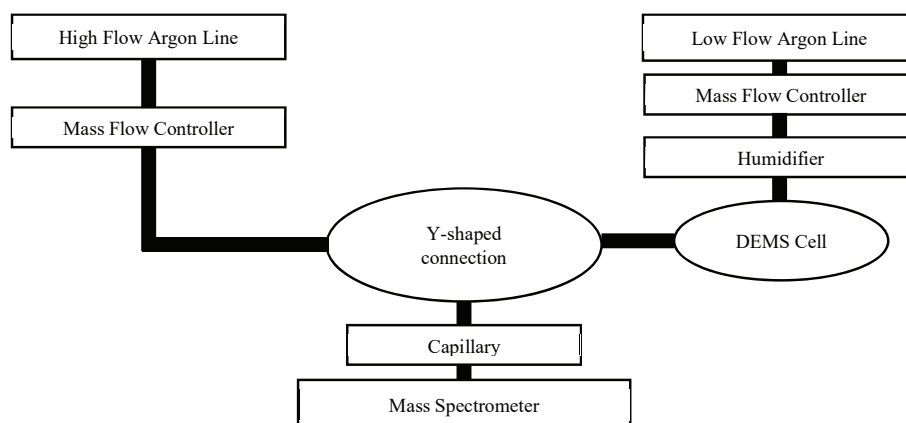 High Flow Argon Line
Low Flow Argon Line
Mass Flow Controller
Mass Flow Controller
Humidifier
Y-shaped
connection
DEMS Cell
Capillary
Mass Spectrometer